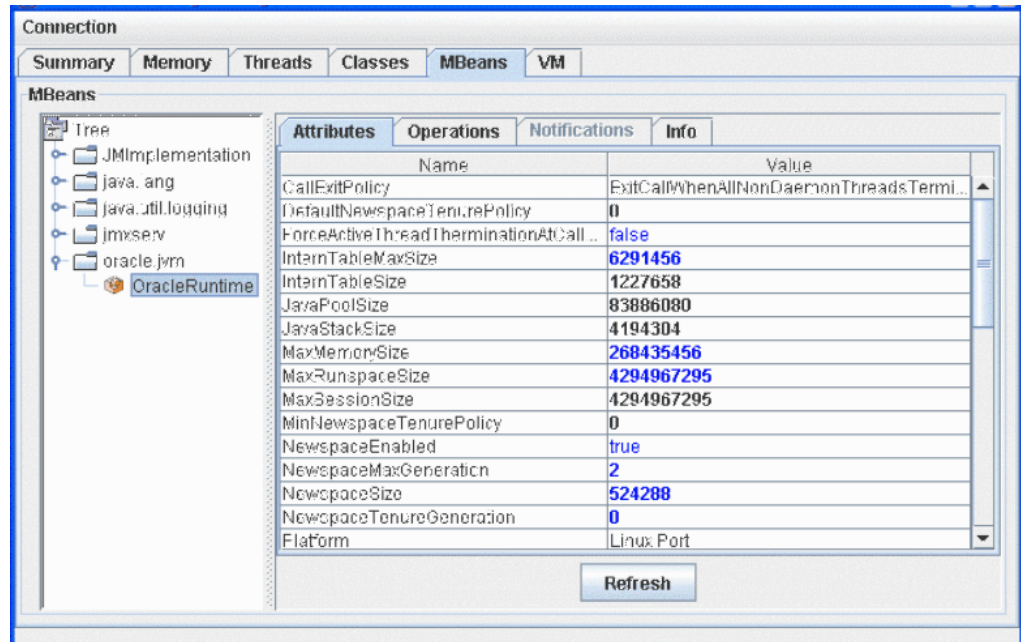 Connection
Summary Memory Threads Classes MBeans VM
MBeans
Tree
JMImplementation
java.lang
java.util.logging
jmxserv
oracle.jvm
OracleRuntime
Attributes Operations Notifications Info
Name Value
CallExitPolicy ExitCallWhenAllNonDaemonThreadsTermi...
DefaultNewspaceTenurePolicy 0
ForceActiveThreadTherminationAtCall... false
InternTableMaxSize 6291456
InternTableSize 1227658
JavaPoolSize 83886080
JavaStackSize 4194304
MaxMemorySize 268435456
MaxRunspaceSize 4294967295
MaxSessionSize 4294967295
MinNewspaceTenurePolicy 0
NewspaceEnabled true
NewspaceMaxGeneration 2
NewspaceSize 524288
NewspaceTenureGeneration 0
Platform Linux Port
Refresh